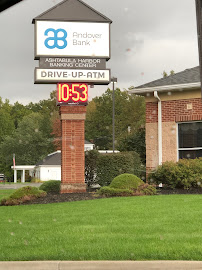 Andover
Bank
ASHTABULA HARBOR
BANKING CENTER
DRIVE-UP-ATM
10:53